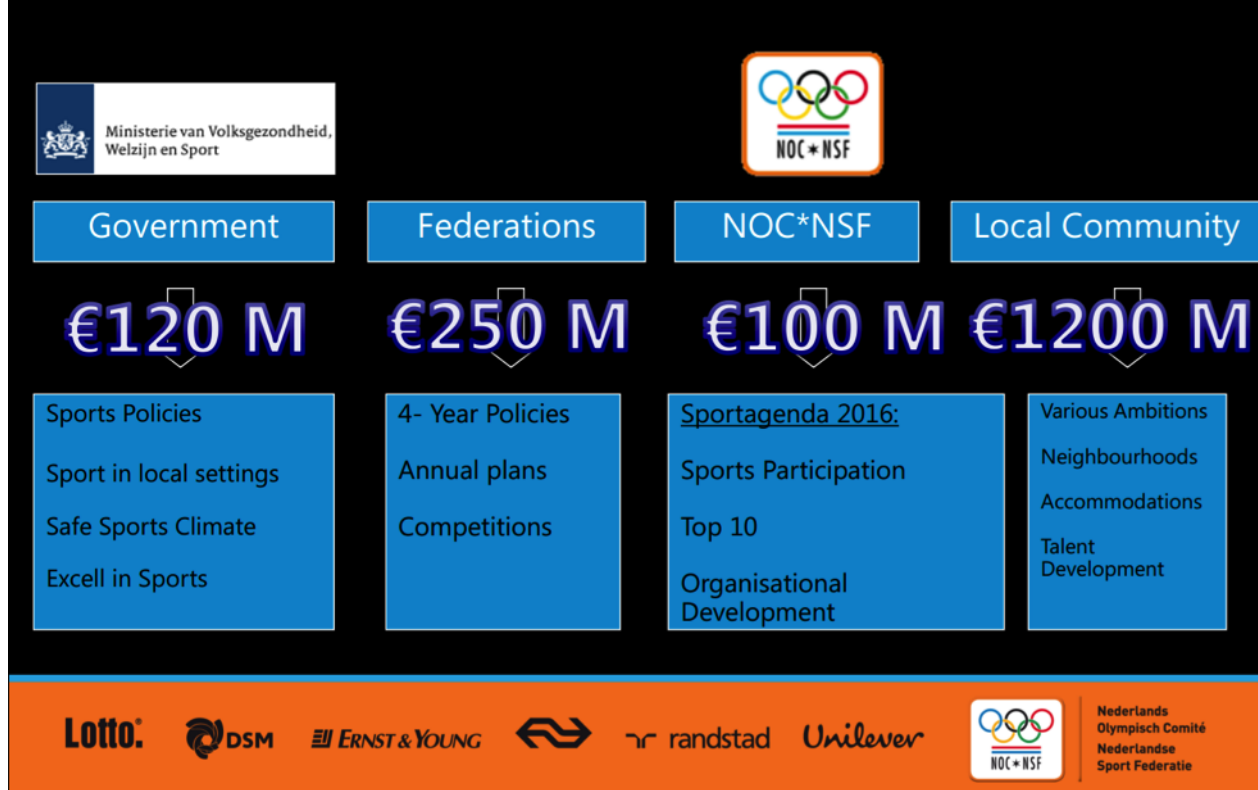 Ministerie van Volksgezondheid,
Welzijn en Sport
NOC*NSF
Government
Federations
NOC*NSF
Local Community
€120 M
€250 M
€100 M
€1200 M
Sports Policies
Sport in local settings
Safe Sports Climate
Excell in Sports
4- Year Policies
Annual plans
Competitions
Sportagenda 2016:
Sports Participation
Top 10
Organisational
Development
Various Ambitions
Neighbourhoods
Accommodations
Talent
Development
Lotto.
DSM
ERNST & YOUNG
randstad
Unilever
NOC*NSF
Nederlands
Olympisch Comité
Nederlandse
Sport Federatie